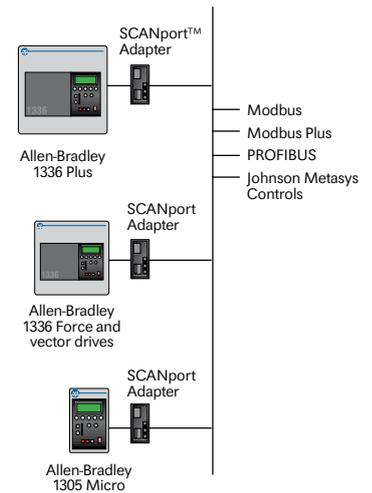 SCANport™
Adapter
1336
Allen-Bradley
1336 Plus
Modbus
Modbus Plus
PROFIBUS
Johnson Metasys
Controls
SCANport
Adapter
1336
Allen-Bradley
1336 Force and
vector drives
SCANport
Adapter
Allen-Bradley
1305 Micro